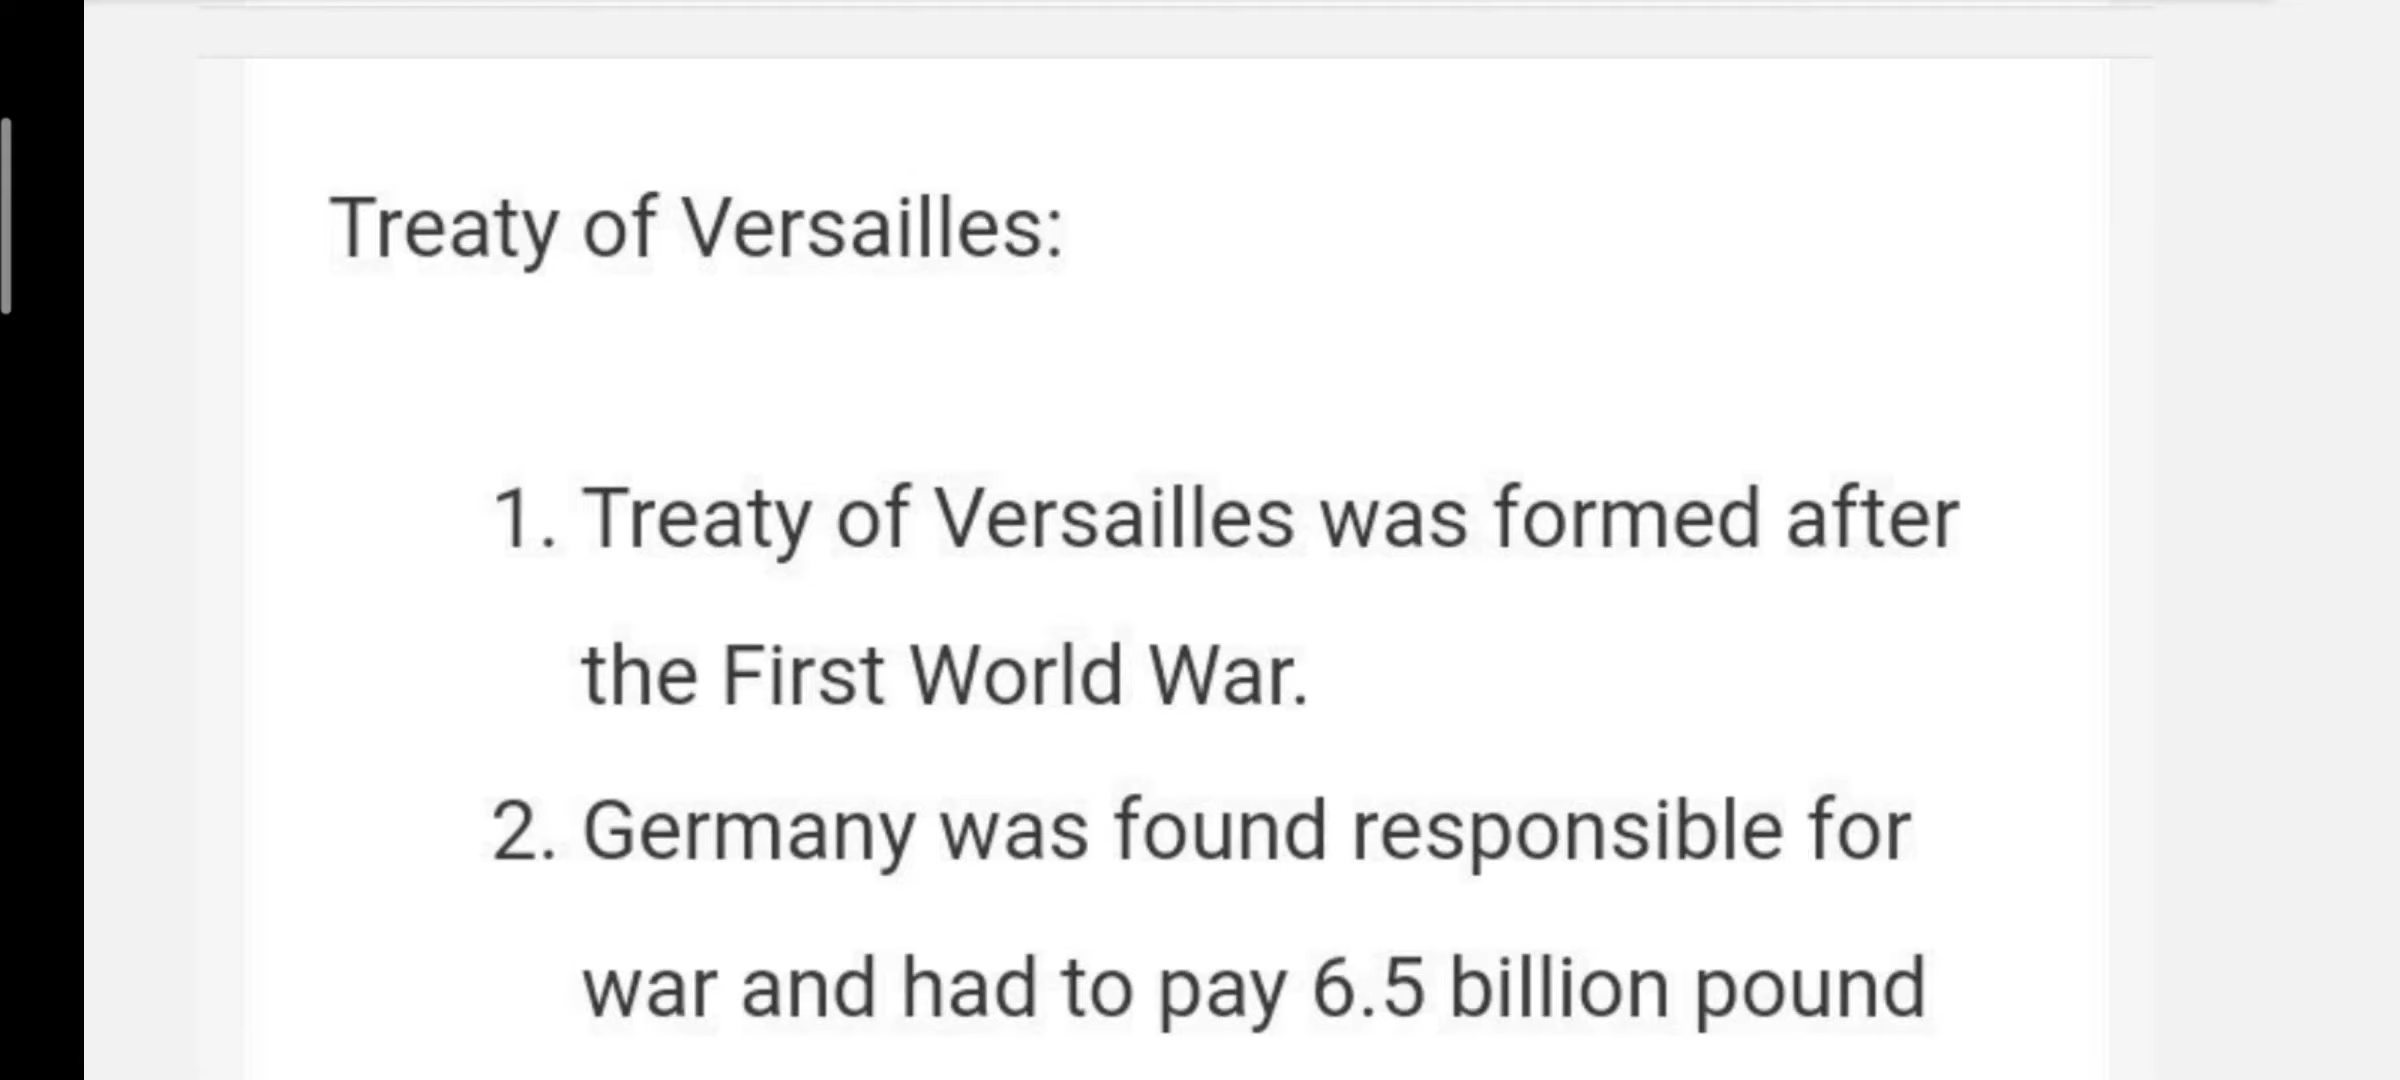 Treaty of Versailles:
1. Treaty of Versailles was formed after
the First World War.
2. Germany was found responsible for
war and had to pay 6.5 billion pound